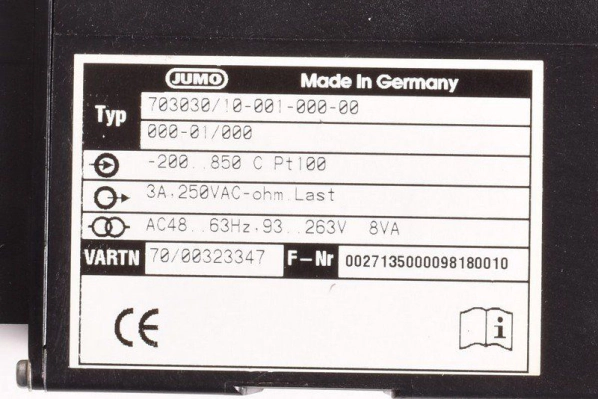 JUMO Made in Germany
Typ 703030/10-001-000-00
000-01/000
-200..850 C Pt100
3A,250VAC-ohm.Last
AC48..63Hz,93..263V 8VA
VARTN 70/00323347 F-Nr 0027135000098180010
CE i